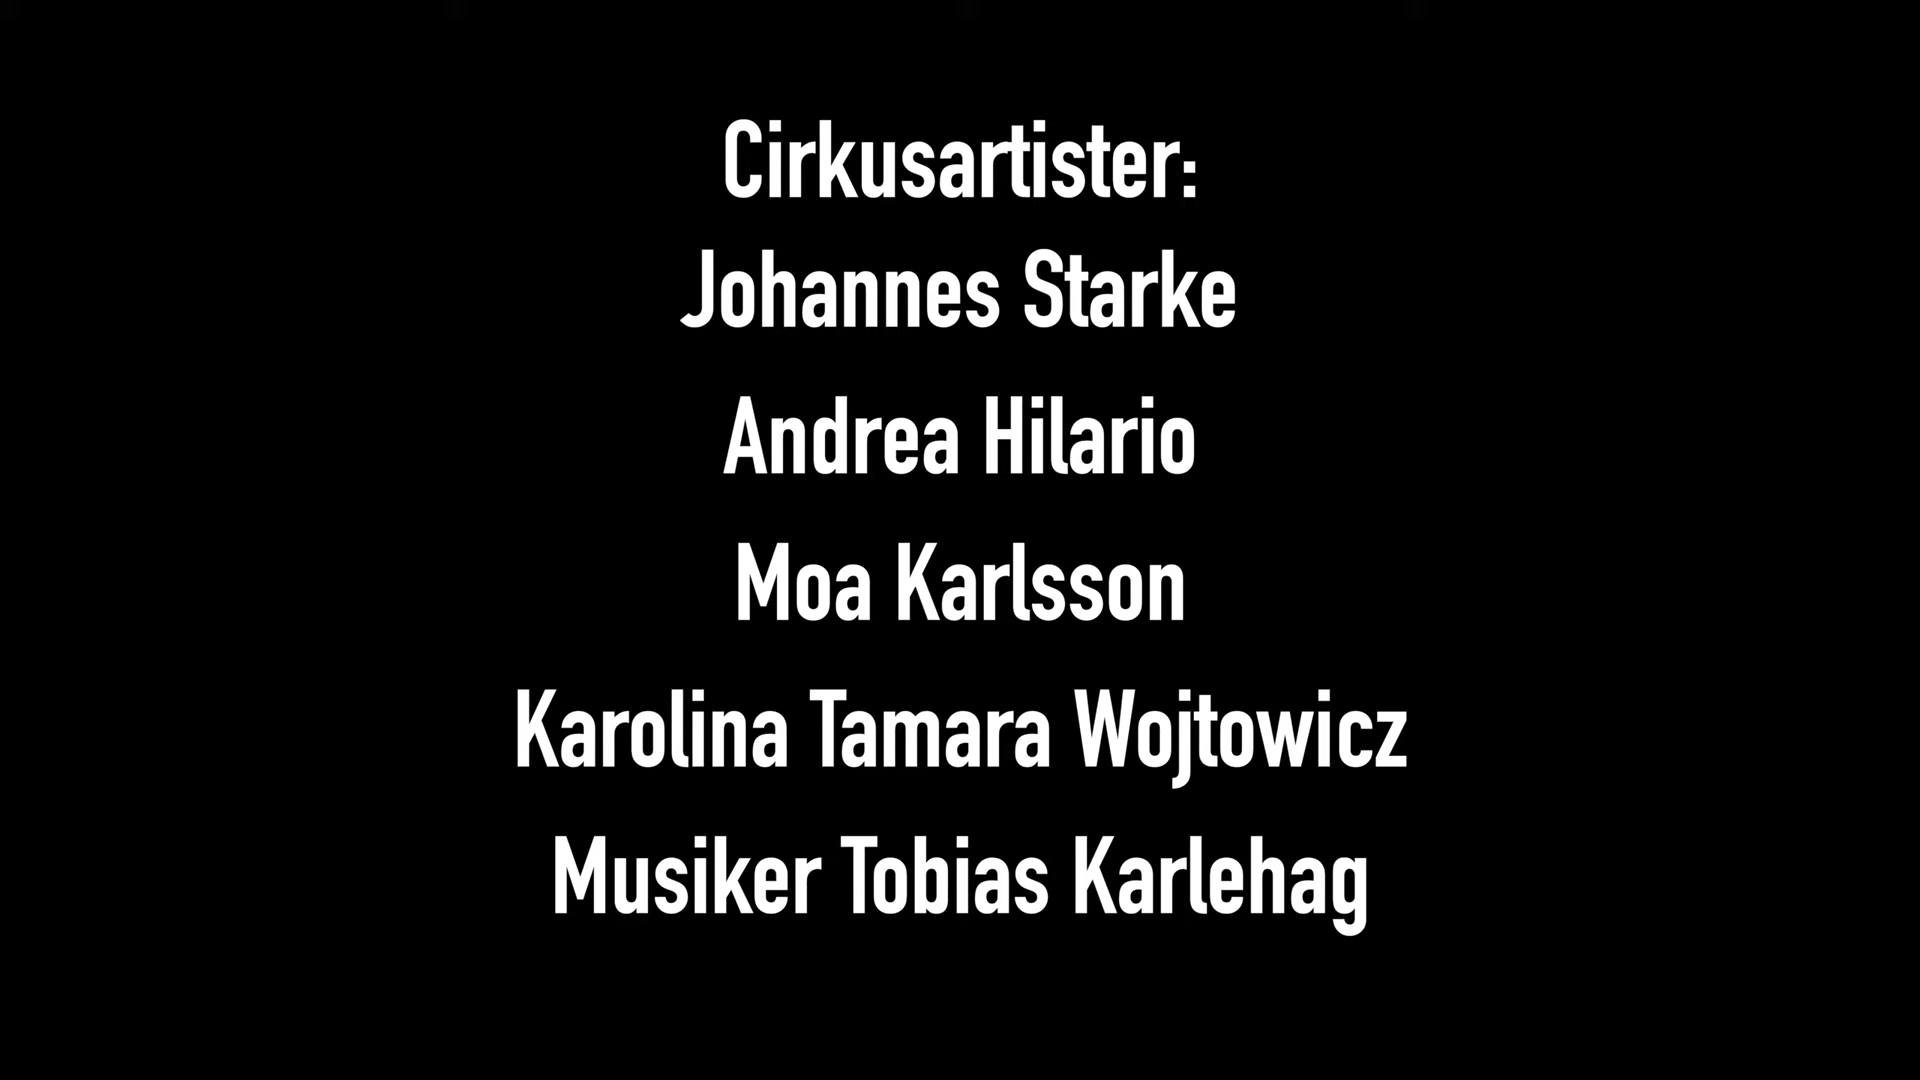 Cirkusartister:
Johannes Starke
Andrea Hilario
Moa Karlsson
Karolina Tamara Wojtowicz
Musiker Tobias Karlehag